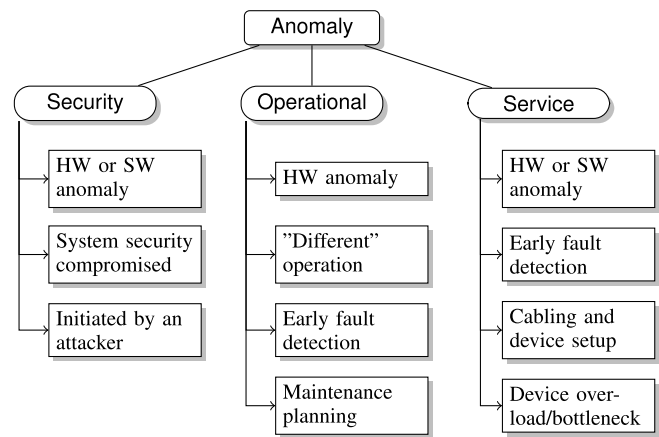 Anomaly
Security
HW or SW
anomaly
System security
compromised
Initiated by an
attacker
Operational
HW anomaly
”Different”
operation
Early fault
detection
Maintenance
planning
Service
HW or SW
anomaly
Early fault
detection
Cabling and
device setup
Device over-
load/bottleneck